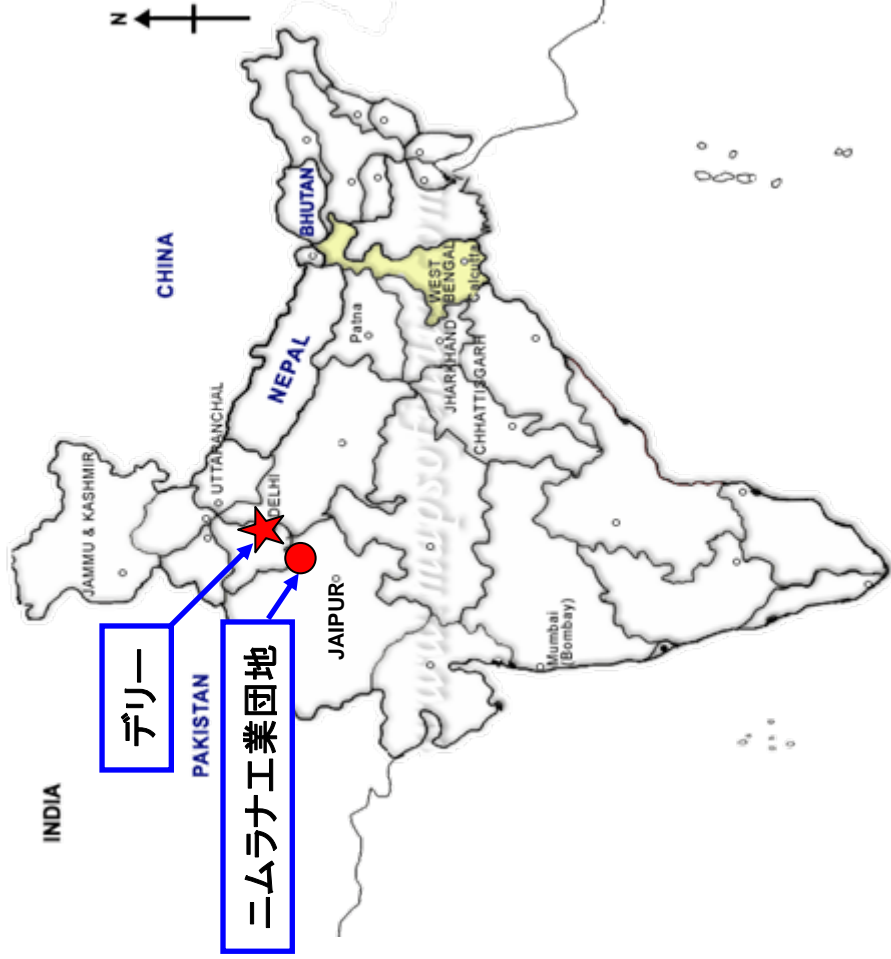 INDIA
JAMMU & KASHMIR
N
デリー
CHINA
PAKISTAN
UTTARANCHAL
ニムラナ工業団地
DELHI
NEPAL
BHUTAN
JAIPUR
Patna
WEST
BENGAL
JHARKHAND
Calcutta
CHHATTISGARH
Mumbai
(Bombay)